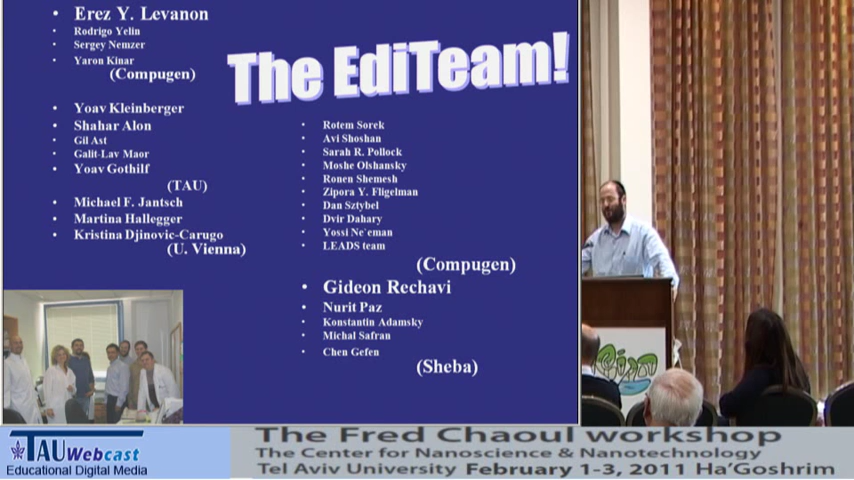 Erez Y. Levanon
Rodrigo Yelin
Sergey Nemzer
Yaron Kinar
(Compugen)
Yoav Kleinberger
Shahar Alon
Gil Ast
Galit-Lav Maor
Yoav Gothilf
(TAU)
Michael F. Jantsch
Martina Hallegger
Kristina Djinovic-Carugo
(U. Vienna)
The EdiTeam!
Rotem Sorek
Avi Shoshan
Sarah R. Pollock
Moshe Olshansky
Ronen Shemesh
Zipora Y. Fligelman
Dan Sztybel
Dvir Dahary
Yossi Ne'eman
LEADS team
(Compugen)
Gideon Rechavi
Nurit Paz
Konstantin Adamsky
Michal Safran
Chen Gefen
(Sheba)
TAU Webcast
Educational Digital Media
The Fred Chaoul workshop
The Center for Nanoscience & Nanotechnology
Tel Aviv University February 1-3, 2011 Ha'Goshrim